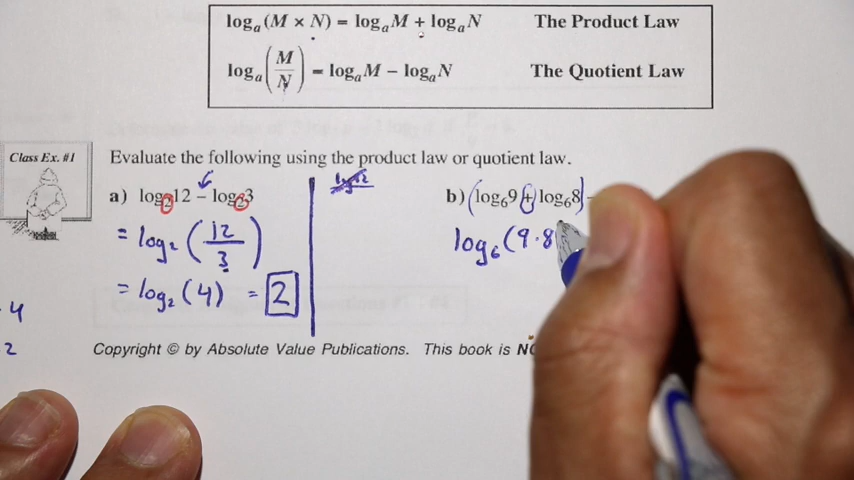 logₐ(M × N) = logₐM + logₐN The Product Law
logₐ(M/N) = logₐM − logₐN The Quotient Law
Class Ex. #1
Evaluate the following using the product law or quotient law.
a) log₂12 − log₂3
b) (log₆9 + log₆8) −
= log₂(12/3)
log₆(9·8
= log₂(4) = 2
4
2
Copyright © by Absolute Value Publications. This book is NO